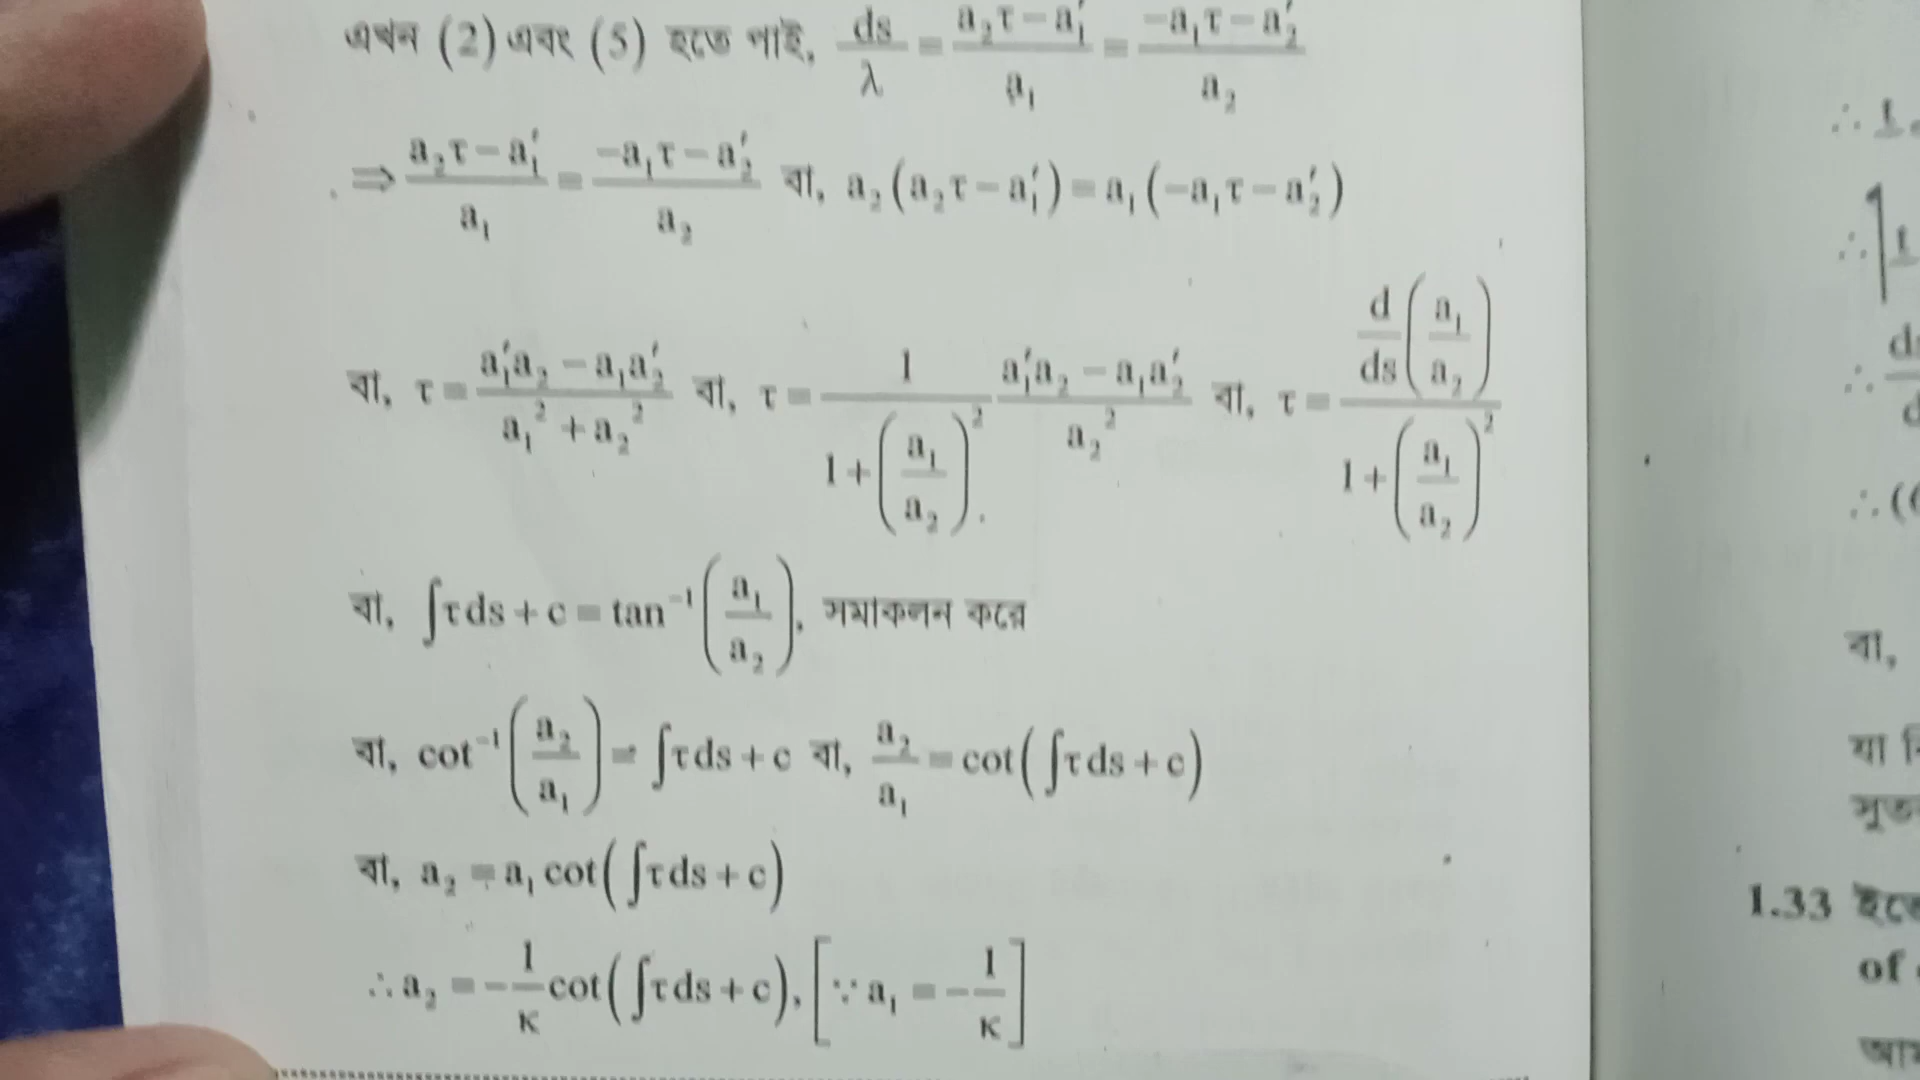 এখন (2) এবং (5) হতে পাই, ds/λ = (a₂τ − a₁′)/a₁ = (−a₁τ − a₂′)/a₂
⇒ (a₂τ − a₁′)/a₁ = (−a₁τ − a₂′)/a₂ বা, a₂(a₂τ − a₁′) = a₁(−a₁τ − a₂′)
বা, τ = (a₁′a₂ − a₁a₂′)/(a₁² + a₂²) বা, τ = 1/(1+(a₁/a₂)²) (a₁′a₂ − a₁a₂′)/a₂² বা, τ = (d/ds (a₁/a₂))/(1+(a₁/a₂)²)
বা, ∫τds + c = tan⁻¹(a₁/a₂), সমাকলন করে
বা, cot⁻¹(a₂/a₁) = ∫τds + c বা, a₂/a₁ = cot(∫τds + c)
বা, a₂ = a₁ cot(∫τds + c)
∴ a₂ = −1/κ cot(∫τds + c), [∵ a₁ = −1/κ]
বা,
1.33
of